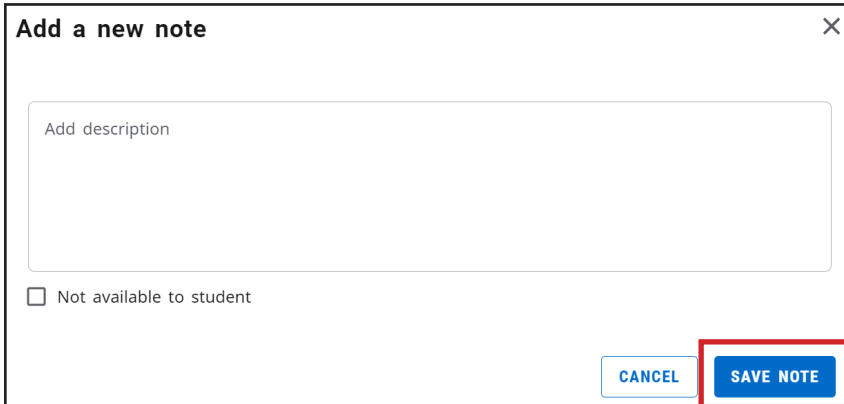 Add a new note
Add description
Not available to student
CANCEL
SAVE NOTE